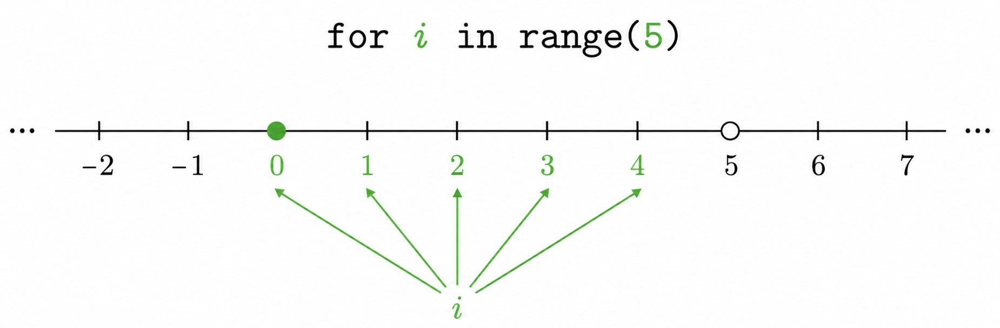 for i in range(5)
... -2 -1 0 1 2 3 4 5 6 7 ...
i